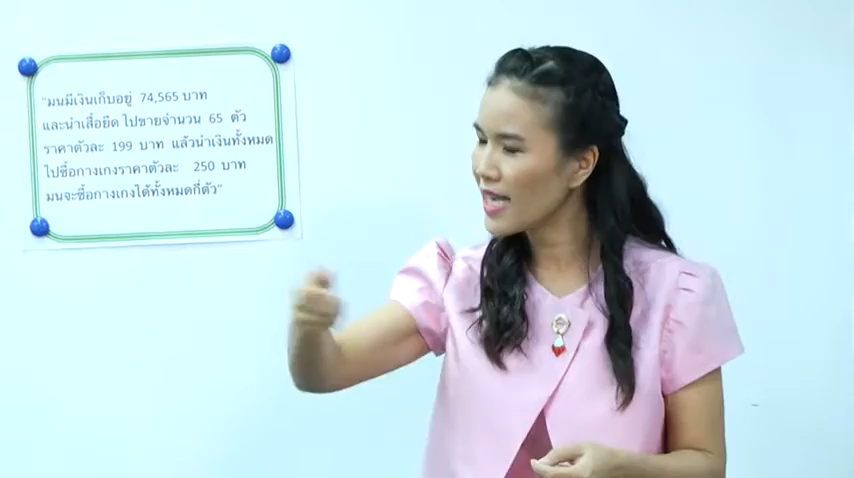 "มนมีเงินเก็บอยู่ 74,565 บาท
และนำเสื้อยืด ไปขายจำนวน 65 ตัว
ราคาตัวละ 199 บาท แล้วนำเงินทั้งหมด
ไปซื้อกางเกงราคาตัวละ 250 บาท
มนจะซื้อกางเกงได้ทั้งหมดกี่ตัว"